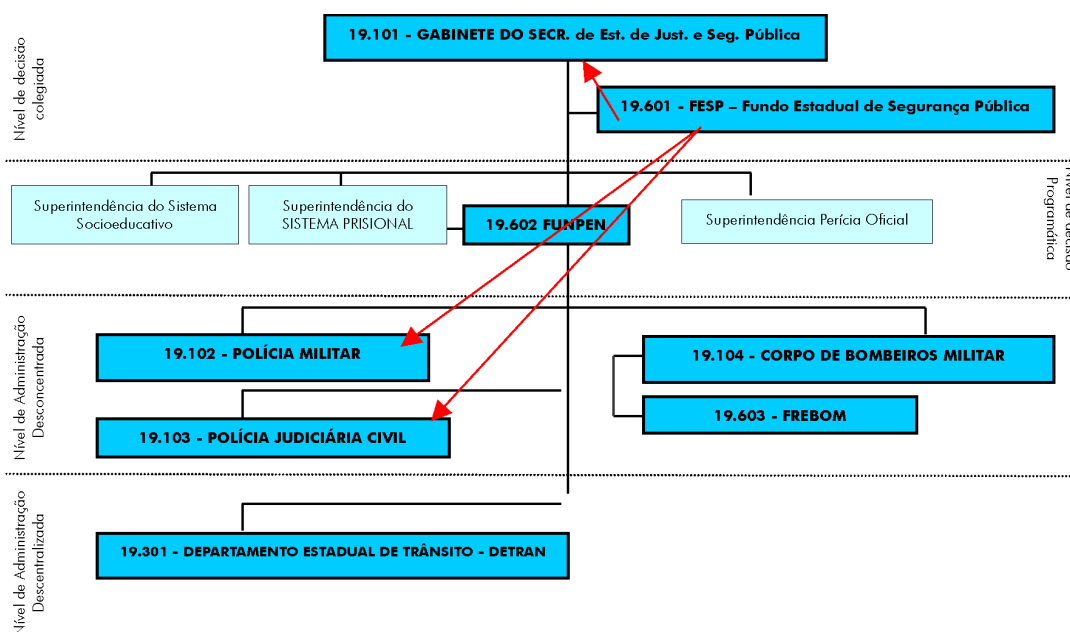 19.101 - GABINETE DO SECR. de Est. de Just. e Seg. Pública
Nível de decisão
colegiada
19.601 - FESP – Fundo Estadual de Segurança Pública
Nível de decisão
Programática
Superintendência do Sistema
Socioeducativo
Superintendência do
SISTEMA PRISIONAL
19.602 FUNPEN
Superintendência Perícia Oficial
Nível de Administração
Desconcentrada
19.102 - POLÍCIA MILITAR
19.104 - CORPO DE BOMBEIROS MILITAR
19.603 - FREBOM
19.103 - POLÍCIA JUDICIÁRIA CIVIL
Nível de Administração
Descentralizada
19.301 - DEPARTAMENTO ESTADUAL DE TRÂNSITO - DETRAN